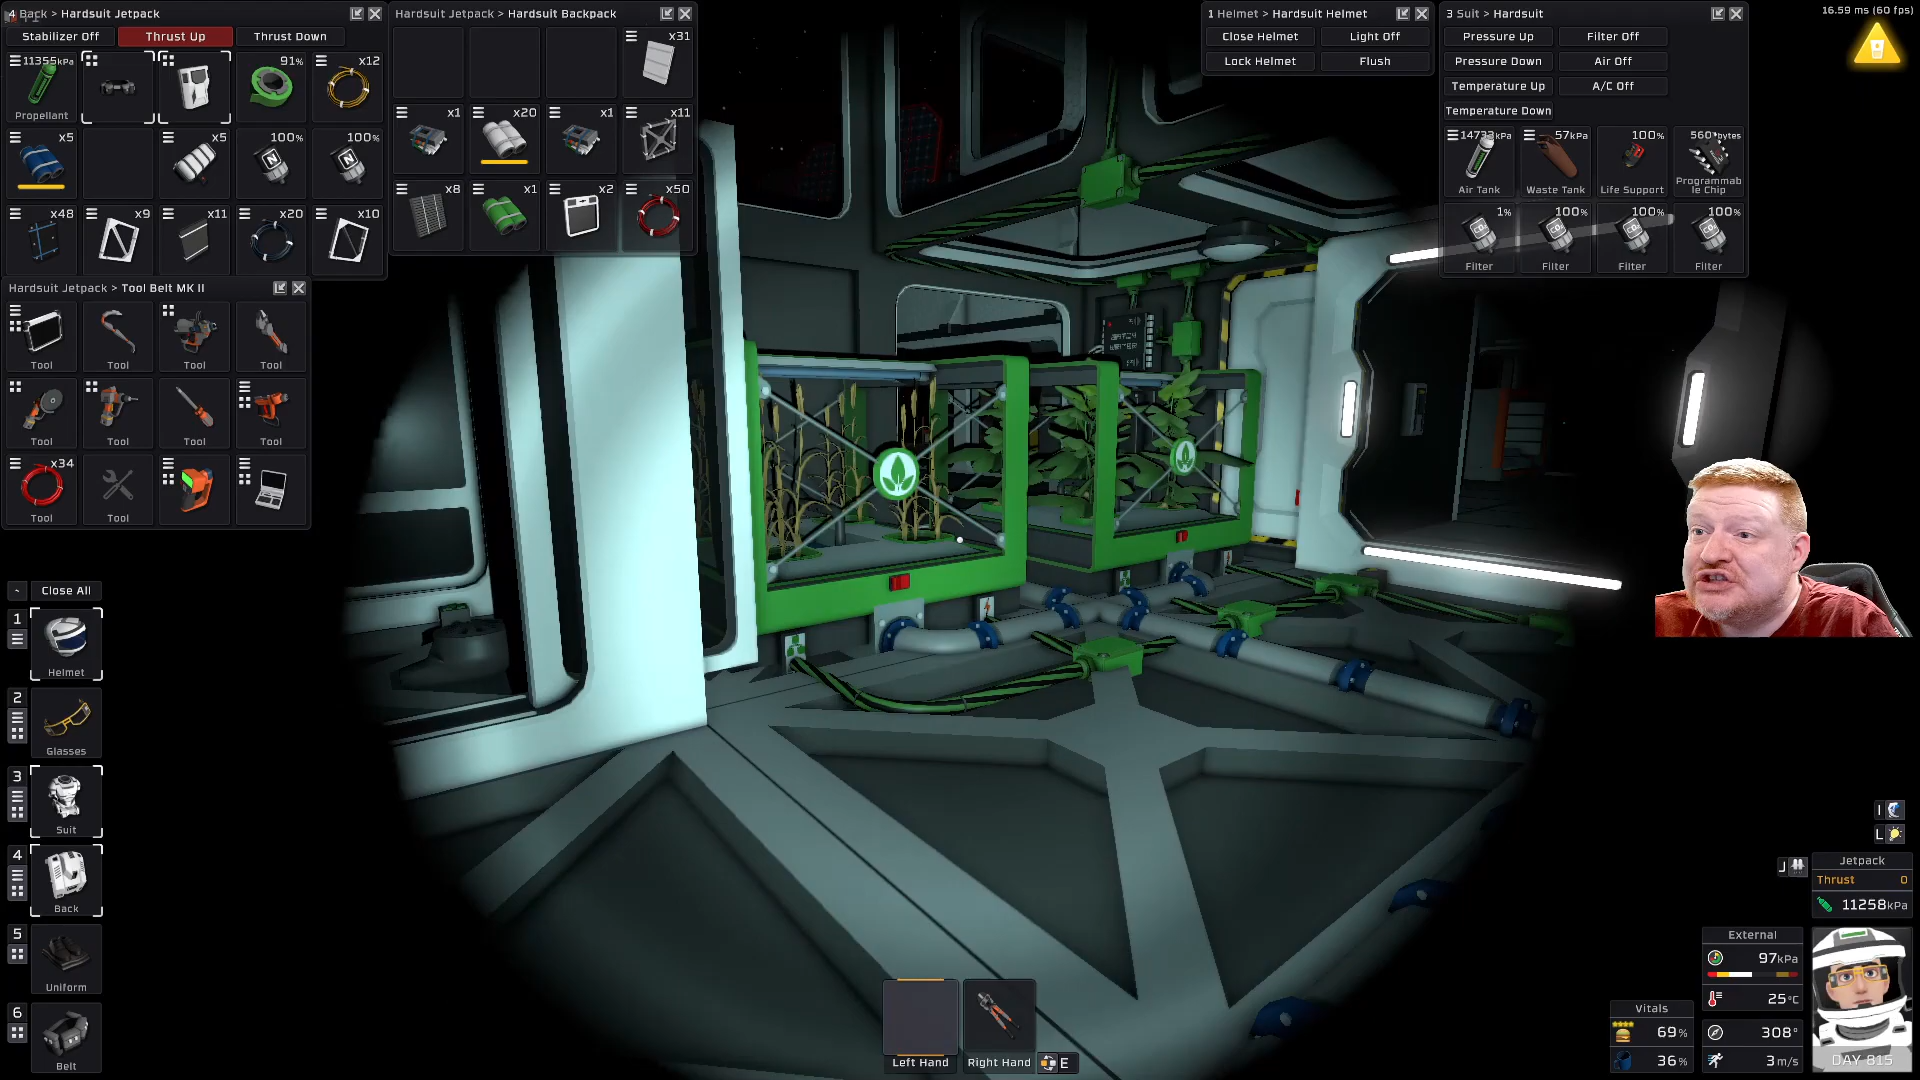 4 Back > Hardsuit Jetpack
Stabilizer Off
Thrust Up
Thrust Down
11355kPa
Propellant
91%
x12
x5
x5
100%
N
100%
N
x48
x9
x11
x20
x10
Hardsuit Jetpack > Hardsuit Backpack
x31
x1
x20
x1
x11
x8
x1
x2
x50
Hardsuit Jetpack > Tool Belt MK II
Tool
Tool
Tool
Tool
Tool
Tool
Tool
Tool
x34
Tool
Tool
1 Helmet > Hardsuit Helmet
Close Helmet
Light Off
Lock Helmet
Flush
3 Suit > Hardsuit
Pressure Up
Filter Off
Pressure Down
Air Off
Temperature Up
A/C Off
Temperature Down
Air Tank
57kPa
Waste Tank
100%
Life Support
560bytes
Programmab
le Chip
1%
Filter
100%
Filter
100%
Filter
100%
Filter
16.59 ms (60 fps)
~
Close All
1
Helmet
2
Glasses
3
Suit
4
Back
5
Uniform
6
Belt
Left Hand
Right Hand
E
I
L
J
Jetpack
Thrust 0
11258kPa
External
97kPa
25°C
308°
3m/s
Vitals
69%
36%
DAY 815